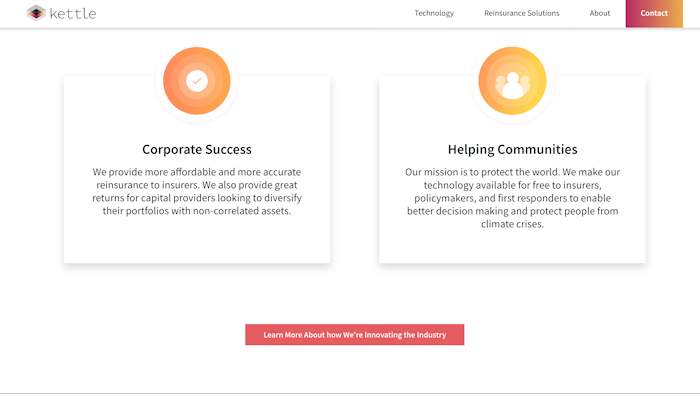 kettle
Technology
Reinsurance Solutions
About
Contact
Corporate Success
We provide more affordable and more accurate
reinsurance to insurers. We also provide great
returns for capital providers looking to diversify
their portfolios with non-correlated assets.
Helping Communities
Our mission is to protect the world. We make our
technology available for free to insurers,
policymakers, and first responders to enable
better decision making and protect people from
climate crises.
Learn More About how We're Innovating the Industry